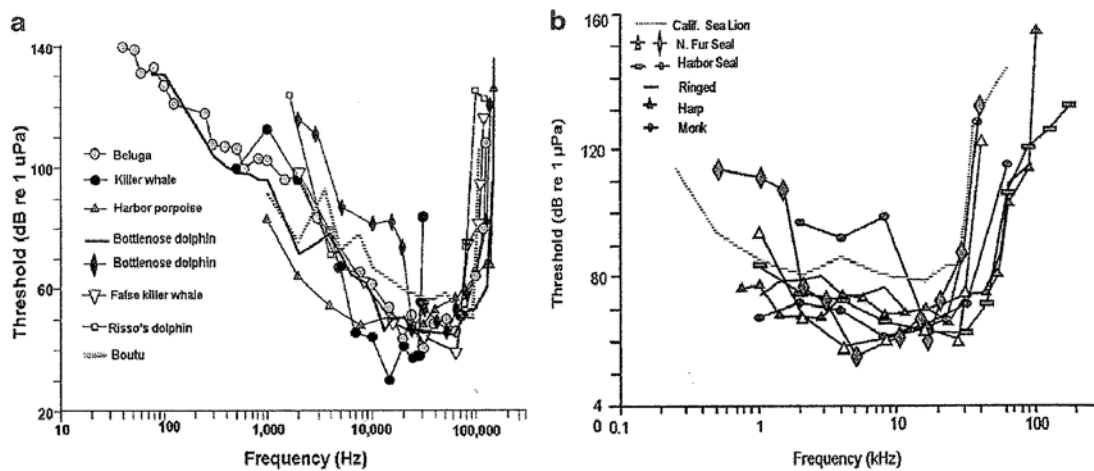 a
140
100
60
20
Threshold (dB re 1 uPa)
Beluga
Killer whale
Harbor porpoise
Bottlenose dolphin
Bottlenose dolphin
False killer whale
Risso's dolphin
Boutu
10
100
1,000
10,000
100,000
Frequency (Hz)
b
160
120
80
4
0
Threshold (dB re 1 µPa)
Calif. Sea Lion
N. Fur Seal
Harbor Seal
Ringed
Harp
Monk
0.1
1
10
100
Frequency (kHz)